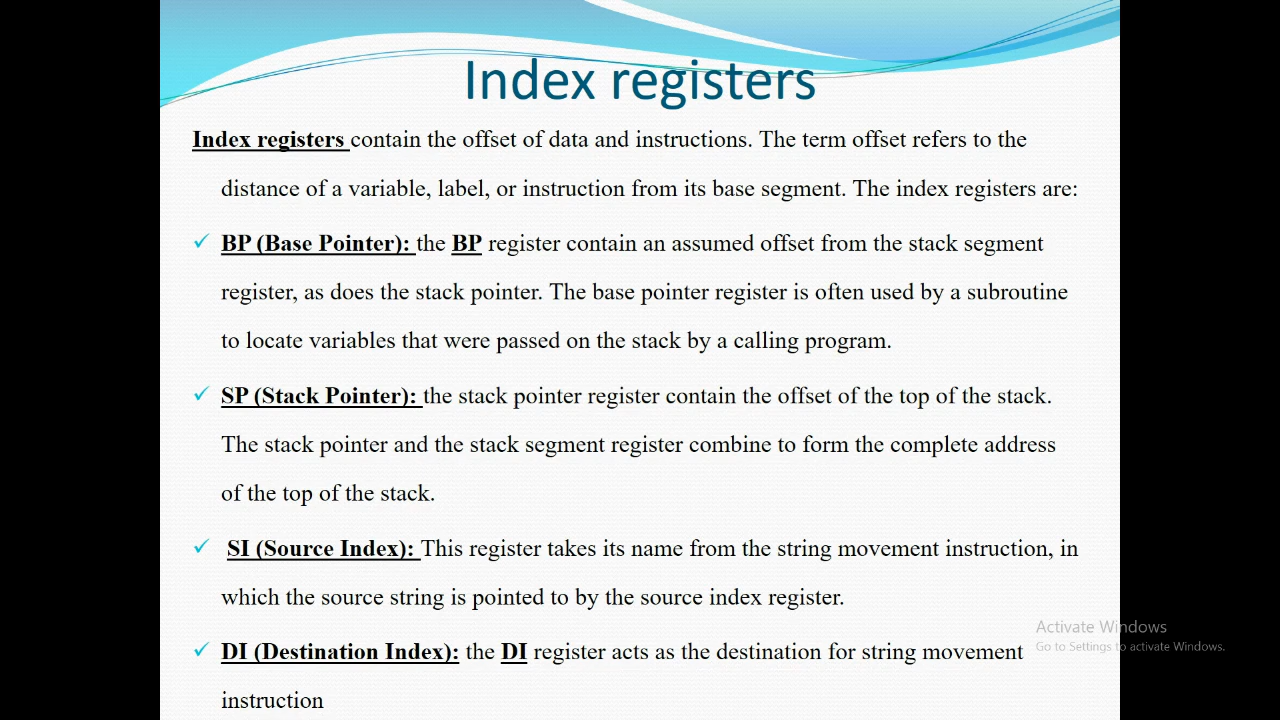 Index registers
Index registers contain the offset of data and instructions. The term offset refers to the
distance of a variable, label, or instruction from its base segment. The index registers are:
✓ BP (Base Pointer): the BP register contain an assumed offset from the stack segment
register, as does the stack pointer. The base pointer register is often used by a subroutine
to locate variables that were passed on the stack by a calling program.
✓ SP (Stack Pointer): the stack pointer register contain the offset of the top of the stack.
The stack pointer and the stack segment register combine to form the complete address
of the top of the stack.
✓ SI (Source Index): This register takes its name from the string movement instruction, in
which the source string is pointed to by the source index register.
✓ DI (Destination Index): the DI register acts as the destination for string movement
instruction
Activate Windows
Go to Settings to activate Windows.